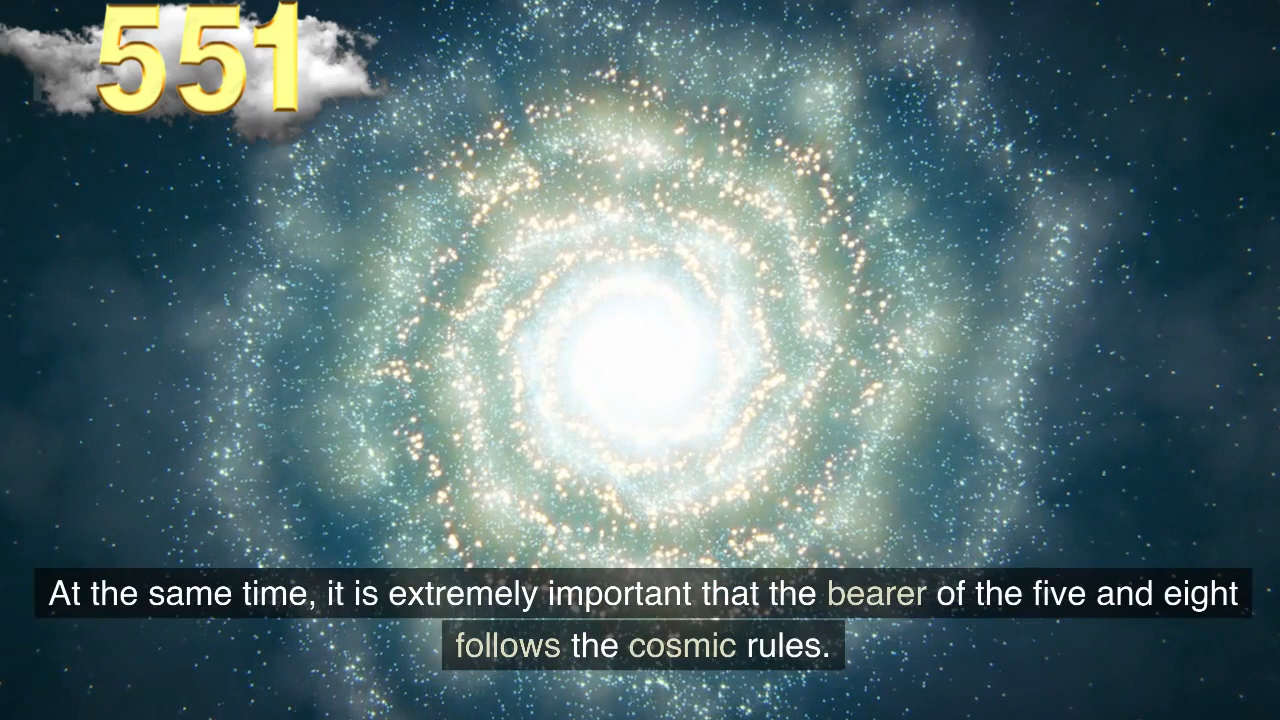 551
At the same time, it is extremely important that the bearer of the five and eight
follows the cosmic rules.